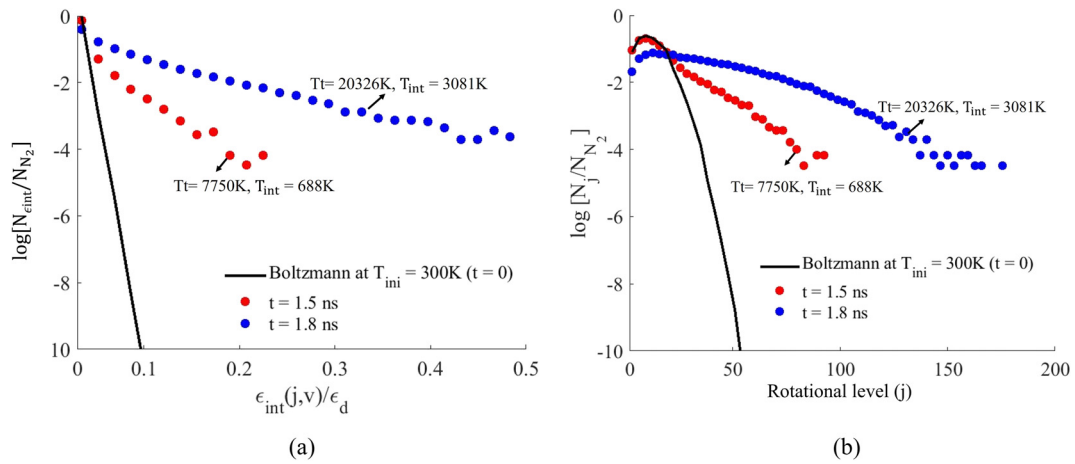 0
-2
-4
-6
-8
10
log[N_ϵint/N_N₂]
Tt= 20326K, T_int = 3081K
Tt= 7750K, T_int = 688K
Boltzmann at T_ini = 300K (t = 0)
t = 1.5 ns
t = 1.8 ns
0 0.1 0.2 0.3 0.4 0.5
ϵ_int(j,v)/ϵ_d
(a)
0
-2
-4
-6
-8
-10
log [N_j/N_N₂]
Tt= 20326K, T_int = 3081K
Tt= 7750K, T_int = 688K
Boltzmann at T_ini = 300K (t = 0)
t = 1.5 ns
t = 1.8 ns
0 50 100 150 200
Rotational level (j)
(b)